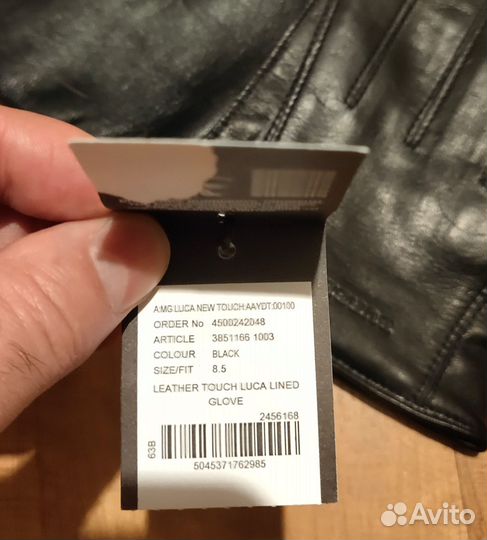 A:MG:LUCA NEW TOUCH:AAYDT:00100
ORDER No 4500242048
ARTICLE 3851166 1003
COLOUR BLACK
SIZE/FIT 8.5
LEATHER TOUCH LUCA LINED
GLOVE
2456168
63B
5045371762985
Avito